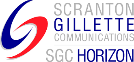 SCRANTON
GILLETTE
COMMUNICATIONS
SGC HORIZON